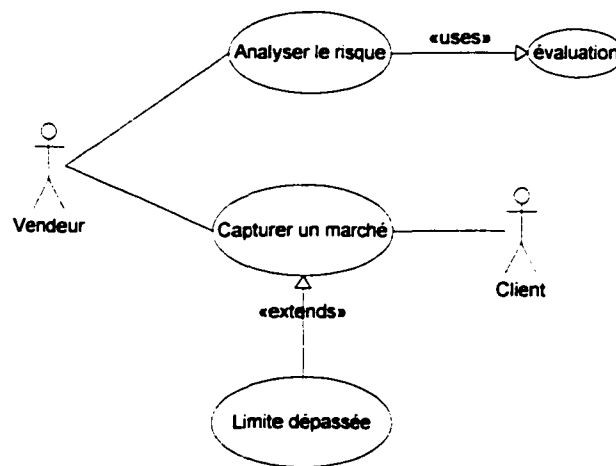 Analyser le risque
«uses»
évaluation
Vendeur
Capturer un marché
Client
«extends»
Limite dépassée